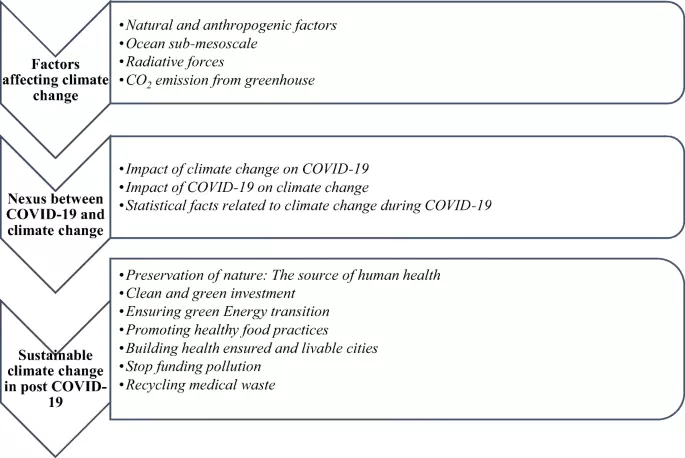 Factors
affecting climate
change
•Natural and anthropogenic factors
•Ocean sub-mesoscale
•Radiative forces
•CO₂ emission from greenhouse
Nexus between
COVID-19 and
climate change
•Impact of climate change on COVID-19
•Impact of COVID-19 on climate change
•Statistical facts related to climate change during COVID-19
Sustainable
climate change
in post COVID-
19
•Preservation of nature: The source of human health
•Clean and green investment
•Ensuring green Energy transition
•Promoting healthy food practices
•Building health ensured and livable cities
•Stop funding pollution
•Recycling medical waste